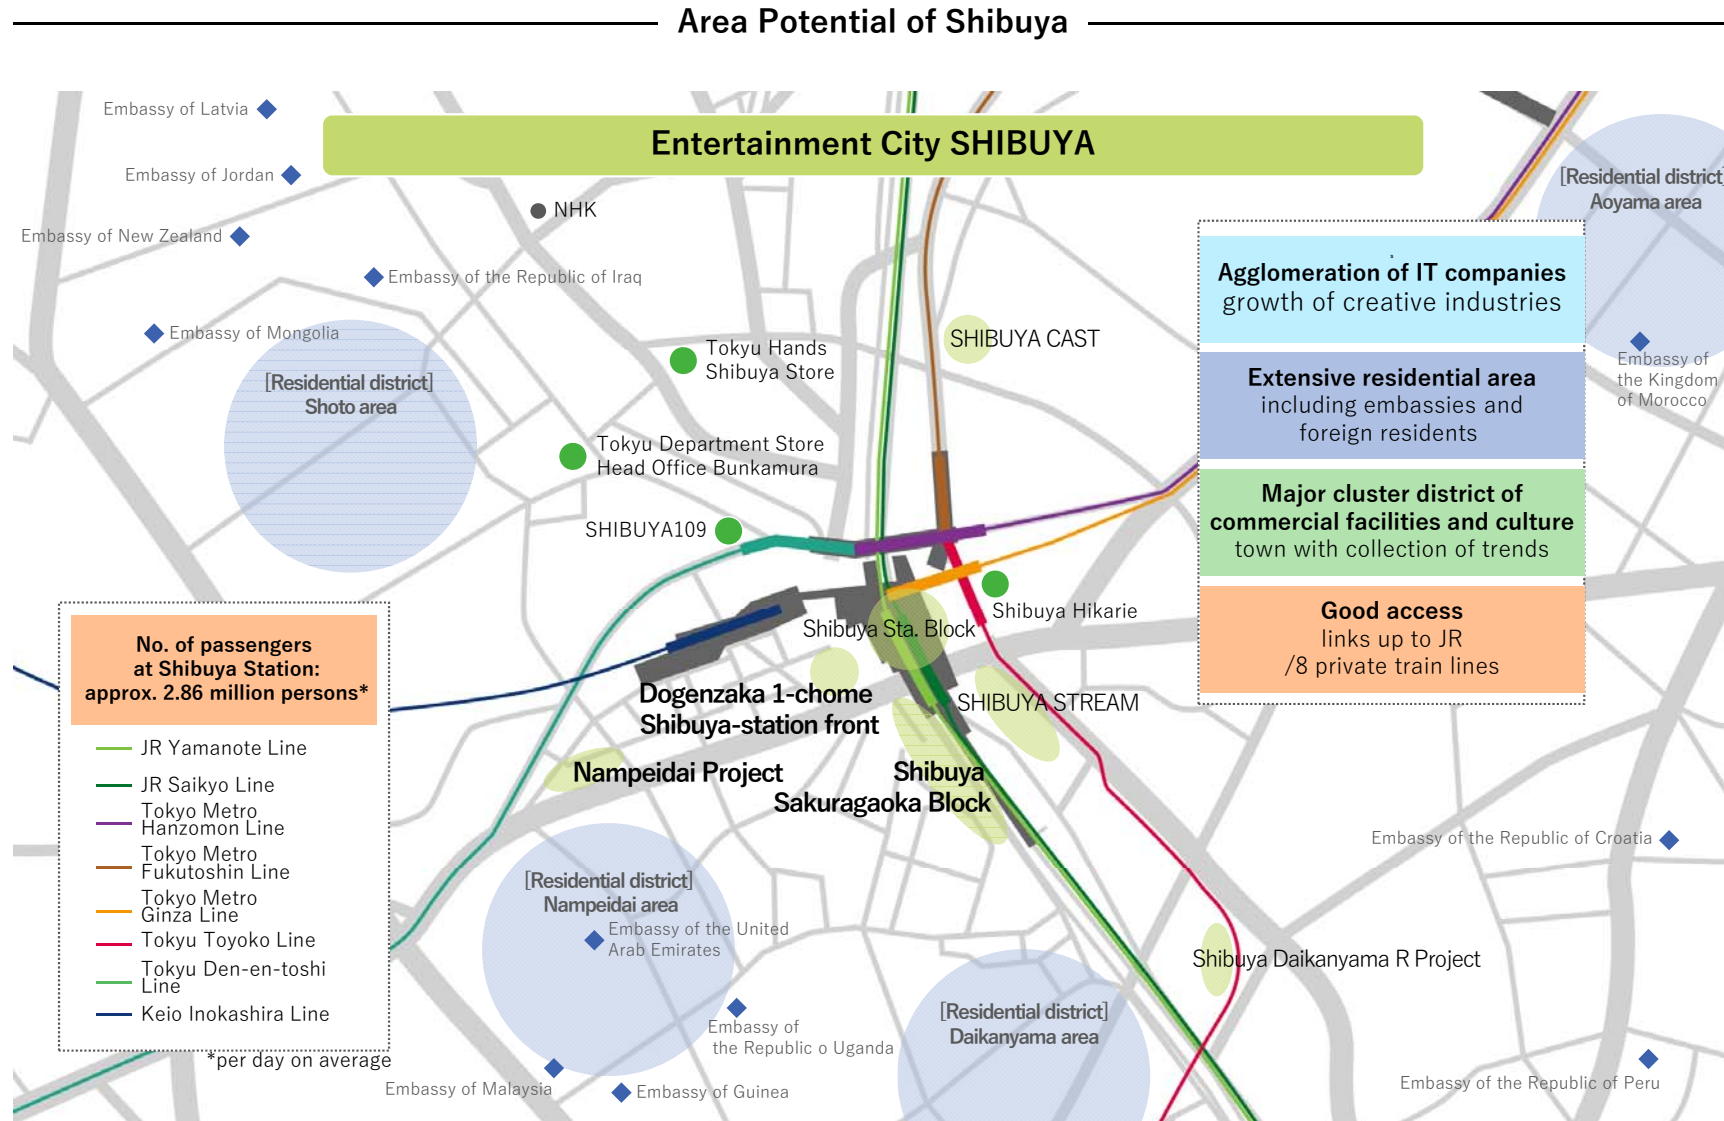 Area Potential of Shibuya
Entertainment City SHIBUYA
Embassy of Latvia
Embassy of Jordan
NHK
Embassy of New Zealand
Embassy of the Republic of Iraq
Embassy of Mongolia
[Residential district]
Shoto area
Tokyu Hands
Shibuya Store
SHIBUYA CAST
Tokyu Department Store
Head Office Bunkamura
SHIBUYA109
Shibuya Hikarie
Shibuya Sta. Block
[Residential district]
Aoyama area
Embassy of
the Kingdom
of Morocco
Agglomeration of IT companies
growth of creative industries
Extensive residential area
including embassies and
foreign residents
Major cluster district of
commercial facilities and culture
town with collection of trends
Good access
links up to JR
/8 private train lines
No. of passengers
at Shibuya Station:
approx. 2.86 million persons*
JR Yamanote Line
JR Saikyo Line
Tokyo Metro
Hanzomon Line
Tokyo Metro
Fukutoshin Line
Tokyo Metro
Ginza Line
Tokyu Toyoko Line
Tokyu Den-en-toshi
Line
Keio Inokashira Line
*per day on average
Dogenzaka 1-chome
Shibuya-station front
SHIBUYA STREAM
Nampeidai Project
Shibuya
Sakuragaoka Block
[Residential district]
Nampeidai area
Embassy of the United
Arab Emirates
Embassy of
the Republic o Uganda
Embassy of Malaysia
Embassy of Guinea
[Residential district]
Daikanyama area
Shibuya Daikanyama R Project
Embassy of the Republic of Croatia
Embassy of the Republic of Peru